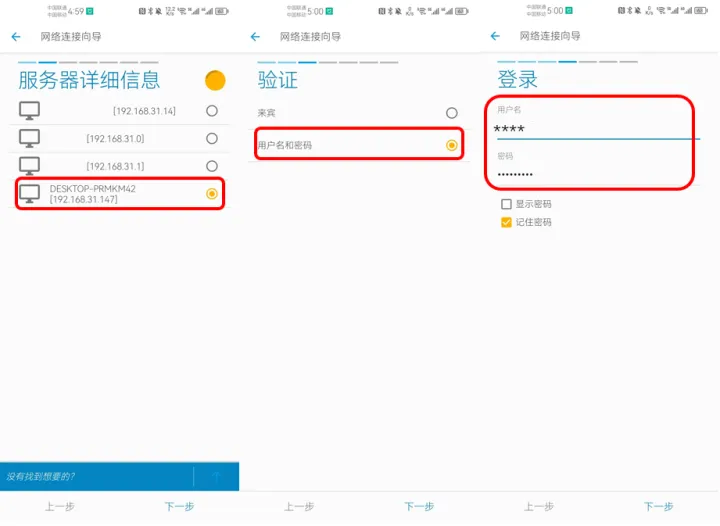 中国联通
中国移动 4:59
网络连接向导
服务器详细信息
[192.168.31.14]
[192.168.31.0]
[192.168.31.1]
DESKTOP-PRMKM42
[192.168.31.147]
没有找到想要的?
上一步 下一步
中国联通
中国移动 5:00
网络连接向导
验证
来宾
用户名和密码
上一步 下一步
中国联通
中国移动 5:00
网络连接向导
登录
用户名
****
密码
•••••••••
显示密码
记住密码
上一步 下一步